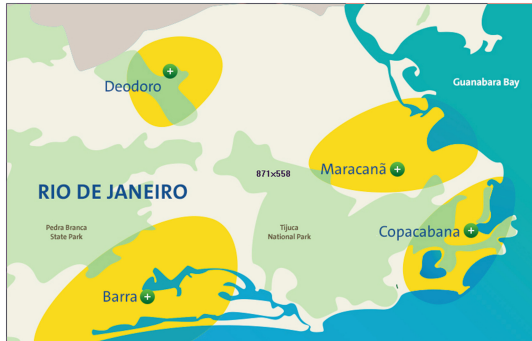 Guanabara Bay
Deodoro
Maracanã
871x558
RIO DE JANEIRO
Pedra Branca
State Park
Tijuca
National Park
Copacabana
Barra